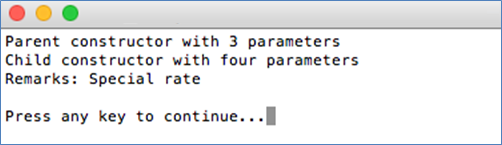 Parent constructor with 3 parameters
Child constructor with four parameters
Remarks: Special rate
Press any key to continue...